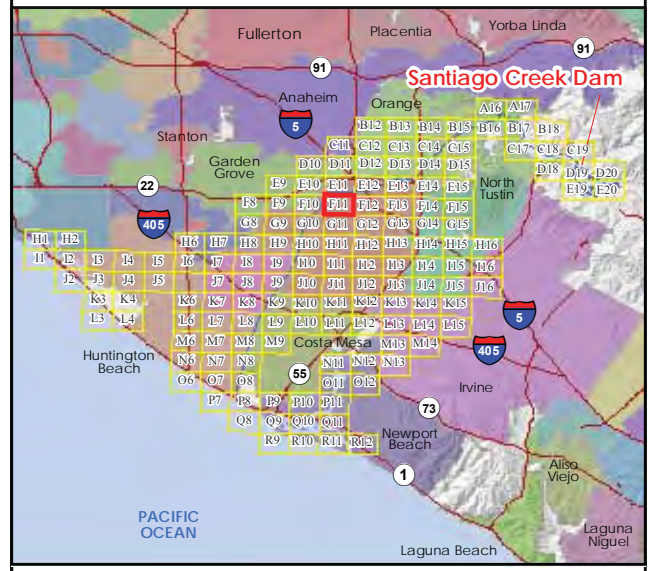 Fullerton
Placentia
Yorba Linda
91
91
Santiago Creek Dam
Anaheim
Orange
A16 A17
5
B12 B13 B14 B15 B16 B17 B18
Stanton
C11 C12 C13 C14 C15 C17 C18 C19
Garden
Grove
D10 D11 D12 D13 D14 D15 D18 D19 D20
E9 E10 E11 E12 E13 E14 E15 E19 E20
North
Tustin
22
F8 F9 F10 F11 F12 F13 F14 F15
405
G8 G9 G10 G11 G12 G13 G14 G15
H1 H2 H6 H7 H8 H9 H10 H11 H12 H13 H14 H15 H16
I1 I2 I3 I4 I5 I6 I7 I8 I9 I10 I11 I12 I13 I14 I15 I16
J2 J3 J4 J5 J6 J7 J8 J9 J10 J11 J12 J13 J14 J15 J16
K3 K4 K6 K7 K8 K9 K10 K11 K12 K13 K14 K15
5
L3 L4 L6 L7 L8 L9 L10 L11 L12 L13 L14 L15
M6 M7 M8 M9 Costa Mesa M13 M14
405
Huntington
Beach
N6 N7 N8 N11 N12 N13
55
O6 O7 O8 O11 O12
Irvine
P7 P8 P9 P10 P11
73
Q8 Q9 Q10 Q11
Newport
Beach
R9 R10 R11 R12
1
Aliso
Viejo
PACIFIC
OCEAN
Laguna
Niguel
Laguna Beach